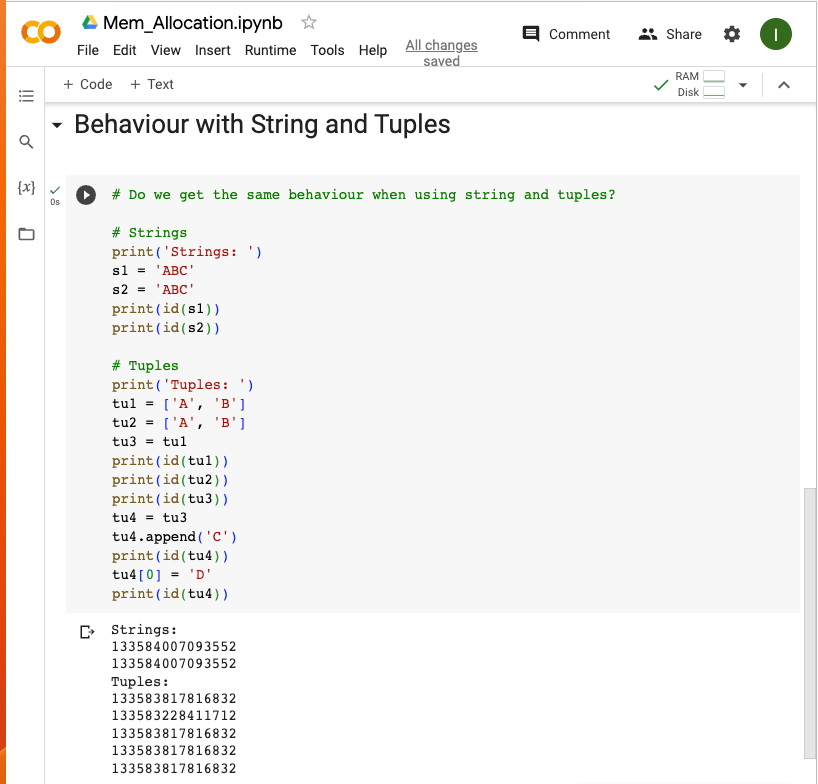 Mem_Allocation.ipynb
File Edit View Insert Runtime Tools Help All changes saved
Comment
Share
I
+ Code + Text
RAM
Disk
Behaviour with String and Tuples
{x}
0s
# Do we get the same behaviour when using string and tuples?
# Strings
print('Strings: ')
s1 = 'ABC'
s2 = 'ABC'
print(id(s1))
print(id(s2))
# Tuples
print('Tuples: ')
tu1 = ['A', 'B']
tu2 = ['A', 'B']
tu3 = tu1
print(id(tu1))
print(id(tu2))
print(id(tu3))
tu4 = tu3
tu4.append('C')
print(id(tu4))
tu4[0] = 'D'
print(id(tu4))
Strings:
133584007093552
133584007093552
Tuples:
133583817816832
133583228411712
133583817816832
133583817816832
133583817816832